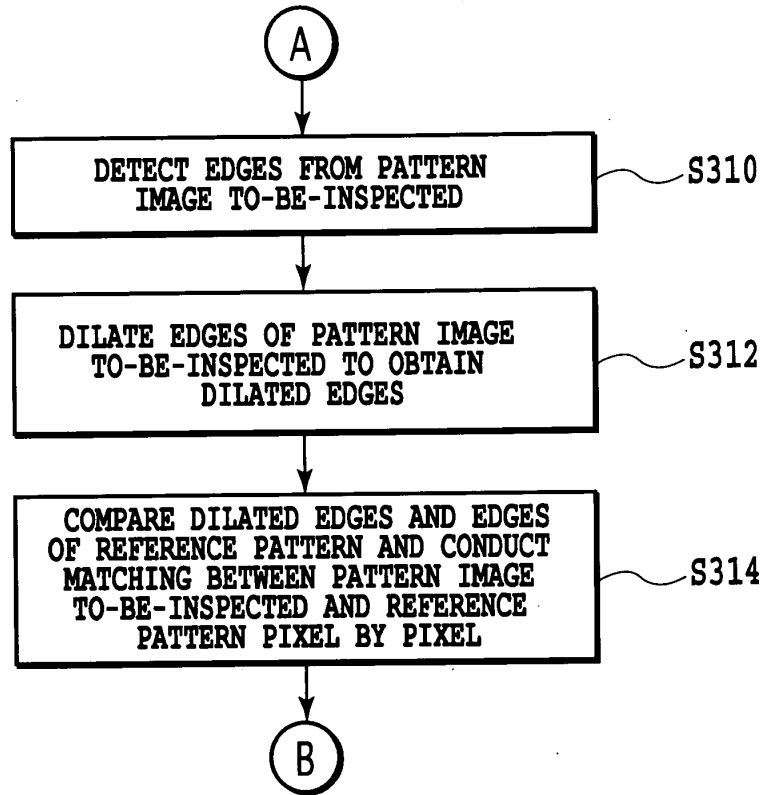 A
DETECT EDGES FROM PATTERN
IMAGE TO-BE-INSPECTED
S310
DILATE EDGES OF PATTERN IMAGE
TO-BE-INSPECTED TO OBTAIN
DILATED EDGES
S312
COMPARE DILATED EDGES AND EDGES
OF REFERENCE PATTERN AND CONDUCT
MATCHING BETWEEN PATTERN IMAGE
TO-BE-INSPECTED AND REFERENCE
PATTERN PIXEL BY PIXEL
S314
B